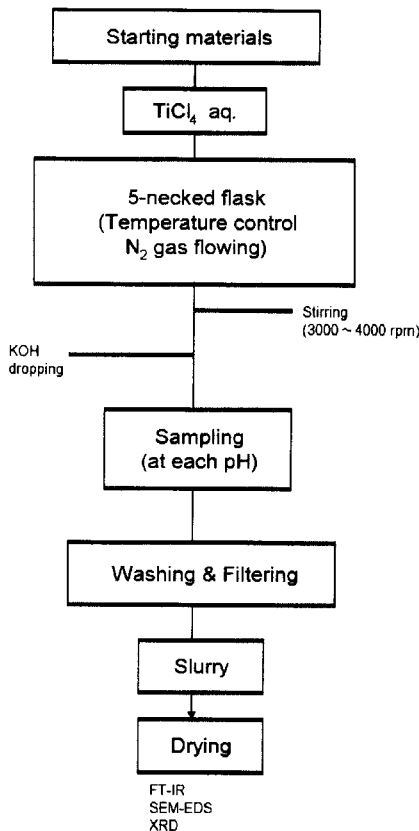 Starting materials
TiCl₄ aq.
5-necked flask
(Temperature control
N₂ gas flowing)
Stirring
(3000 ~ 4000 rpm)
KOH
dropping
Sampling
(at each pH)
Washing & Filtering
Slurry
Drying
FT-IR
SEM-EDS
XRD